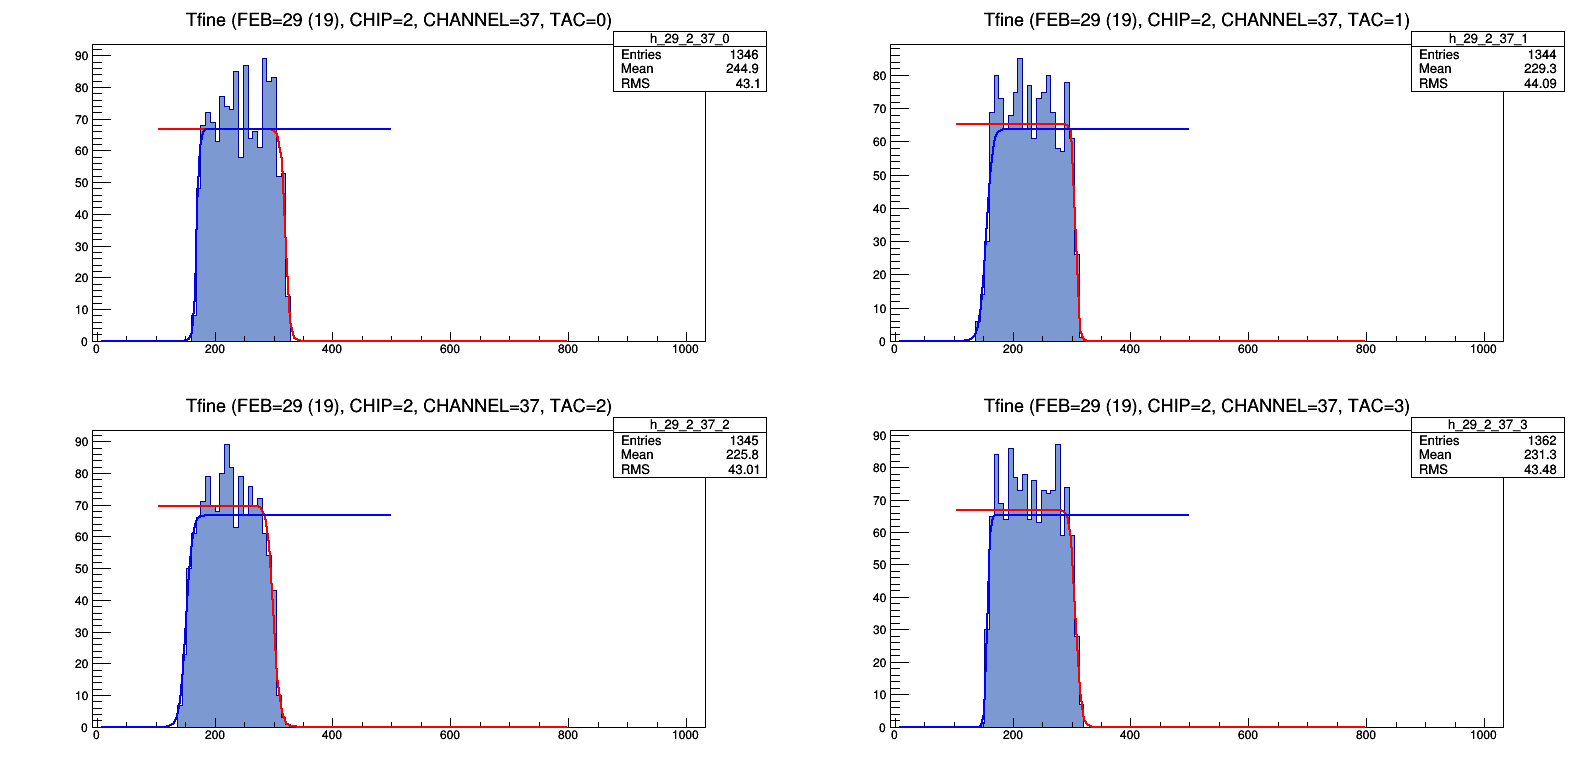 Tfine (FEB=29 (19), CHIP=2, CHANNEL=37, TAC=0)
h_29_2_37_0
Entries 1346
Mean 244.9
RMS 43.1
90
80
70
60
50
40
30
20
10
0
0 200 400 600 800 1000
Tfine (FEB=29 (19), CHIP=2, CHANNEL=37, TAC=1)
h_29_2_37_1
Entries 1344
Mean 229.3
RMS 44.09
80
70
60
50
40
30
20
10
0
0 200 400 600 800 1000
Tfine (FEB=29 (19), CHIP=2, CHANNEL=37, TAC=2)
h_29_2_37_2
Entries 1345
Mean 225.8
RMS 43.01
90
80
70
60
50
40
30
20
10
0
0 200 400 600 800 1000
Tfine (FEB=29 (19), CHIP=2, CHANNEL=37, TAC=3)
h_29_2_37_3
Entries 1362
Mean 231.3
RMS 43.48
90
80
70
60
50
40
30
20
10
0
0 200 400 600 800 1000